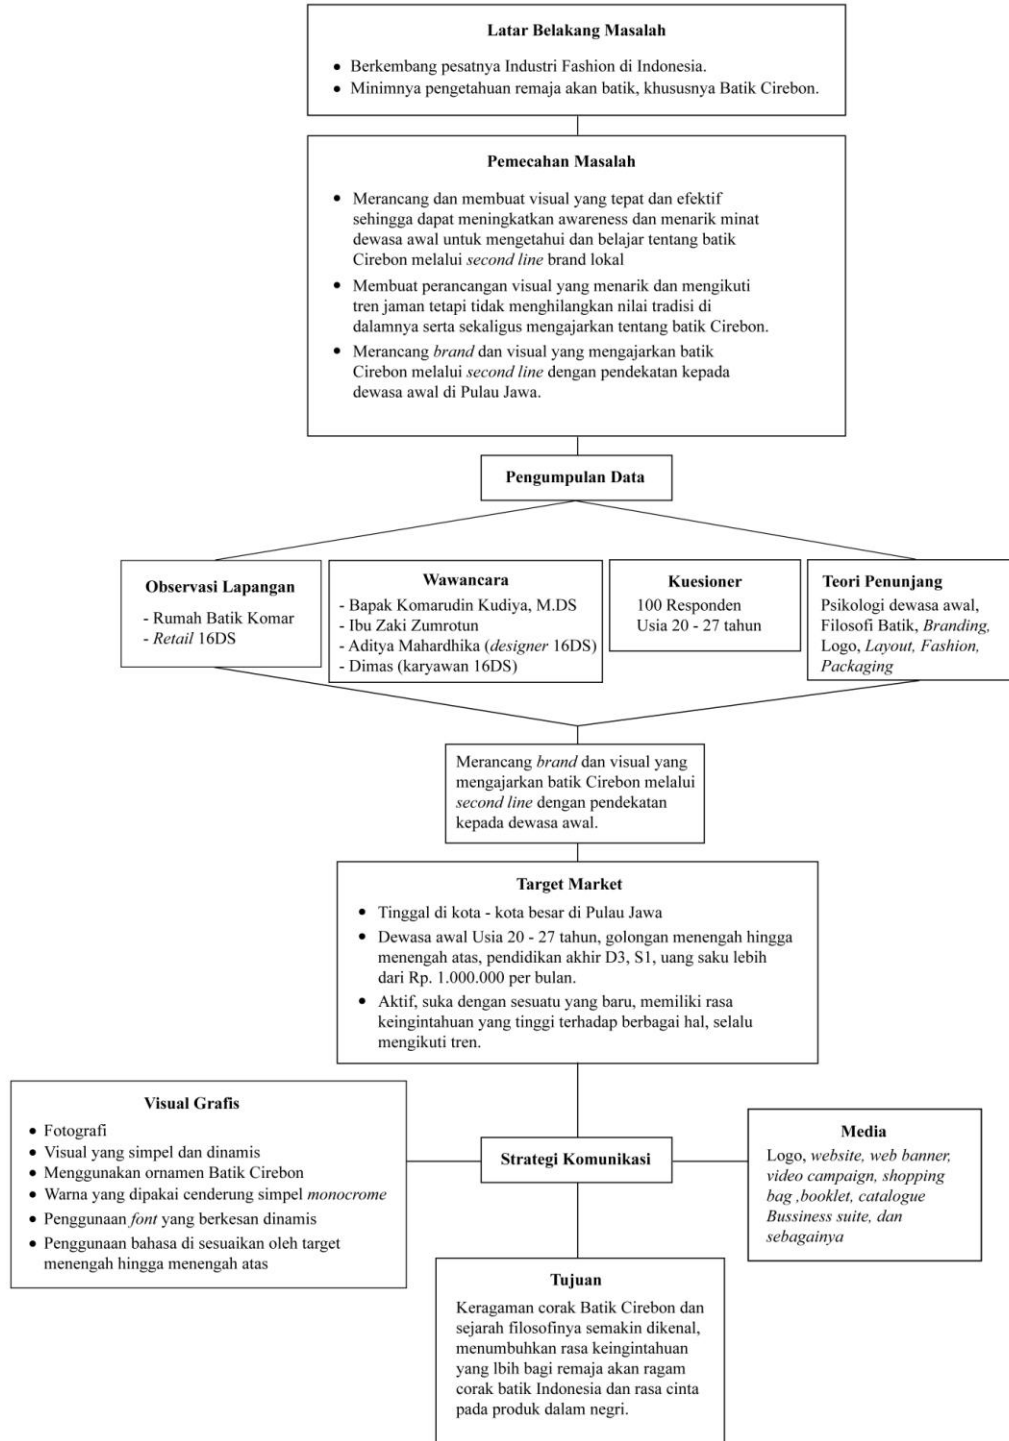 Latar Belakang Masalah
• Berkembang pesatnya Industri Fashion di Indonesia.
• Minimnya pengetahuan remaja akan batik, khususnya Batik Cirebon.
Pemecahan Masalah
• Merancang dan membuat visual yang tepat dan efektif
sehingga dapat meningkatkan awareness dan menarik minat
dewasa awal untuk mengetahui dan belajar tentang batik
Cirebon melalui second line brand lokal
• Membuat perancangan visual yang menarik dan mengikuti
tren jaman tetapi tidak menghilangkan nilai tradisi di
dalamnya serta sekaligus mengajarkan tentang batik Cirebon.
• Merancang brand dan visual yang mengajarkan batik
Cirebon melalui second line dengan pendekatan kepada
dewasa awal di Pulau Jawa.
Pengumpulan Data
Observasi Lapangan
- Rumah Batik Komar
- Retail 16DS
Wawancara
- Bapak Komarudin Kudiya, M.DS
- Ibu Zaki Zumrotun
- Aditya Mahardhika (designer 16DS)
- Dimas (karyawan 16DS)
Kuesioner
100 Responden
Usia 20 - 27 tahun
Teori Penunjang
Psikologi dewasa awal,
Filosofi Batik, Branding,
Logo, Layout, Fashion,
Packaging
Merancang brand dan visual yang
mengajarkan batik Cirebon melalui
second line dengan pendekatan
kepada dewasa awal.
Target Market
• Tinggal di kota - kota besar di Pulau Jawa
• Dewasa awal Usia 20 - 27 tahun, golongan menengah hingga
menengah atas, pendidikan akhir D3, S1, uang saku lebih
dari Rp. 1.000.000 per bulan.
• Aktif, suka dengan sesuatu yang baru, memiliki rasa
keingintahuan yang tinggi terhadap berbagai hal, selalu
mengikuti tren.
Visual Grafis
• Fotografi
• Visual yang simpel dan dinamis
• Menggunakan ornamen Batik Cirebon
• Warna yang dipakai cenderung simpel monocrome
• Penggunaan font yang berkesan dinamis
• Penggunaan bahasa di sesuaikan oleh target
menengah hingga menengah atas
Strategi Komunikasi
Media
Logo, website, web banner,
video campaign, shopping
bag ,booklet, catalogue
Bussiness suite, dan
sebagainya
Tujuan
Keragaman corak Batik Cirebon dan
sejarah filosofinya semakin dikenal,
menumbuhkan rasa keingintahuan
yang lbih bagi remaja akan ragam
corak batik Indonesia dan rasa cinta
pada produk dalam negri.